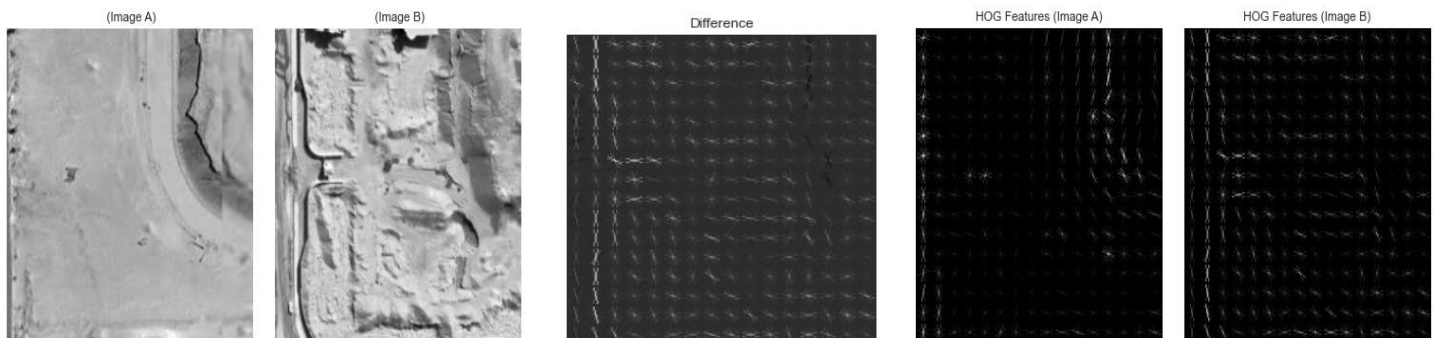 (Image A)
(Image B)
Difference
HOG Features (Image A)
HOG Features (Image B)